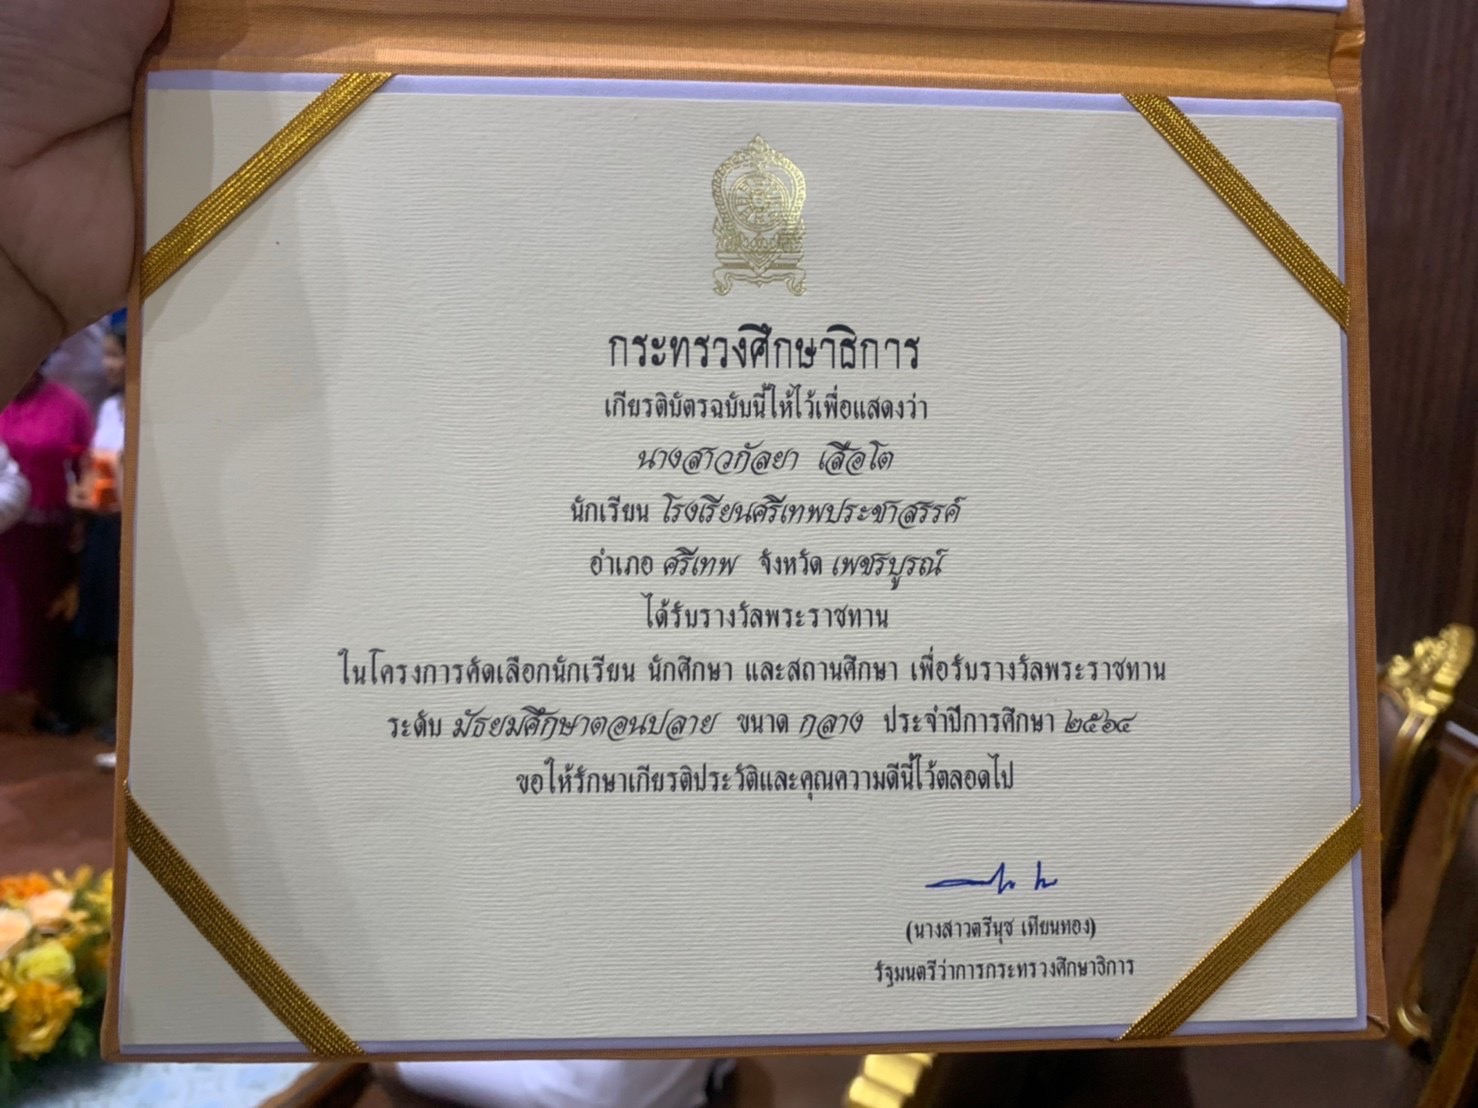 กระทรวงศึกษาธิการ
เกียรติบัตรฉบับนี้ให้ไว้เพื่อแสดงว่า
นางสาวกัลยา เสือโต
นักเรียน โรงเรียนศรีเทพประชาสรรค์
อำเภอ ศรีเทพ จังหวัด เพชรบูรณ์
ได้รับรางวัลพระราชทาน
ในโครงการคัดเลือกนักเรียน นักศึกษา และสถานศึกษา เพื่อรับรางวัลพระราชทาน
ระดับ มัธยมศึกษาตอนปลาย ขนาด กลาง ประจำปีการศึกษา ๒๕๖๔
ขอให้รักษาเกียรติประวัติและคุณความดีนี้ไว้ตลอดไป
(นางสาวตรีนุช เทียนทอง)
รัฐมนตรีว่าการกระทรวงศึกษาธิการ